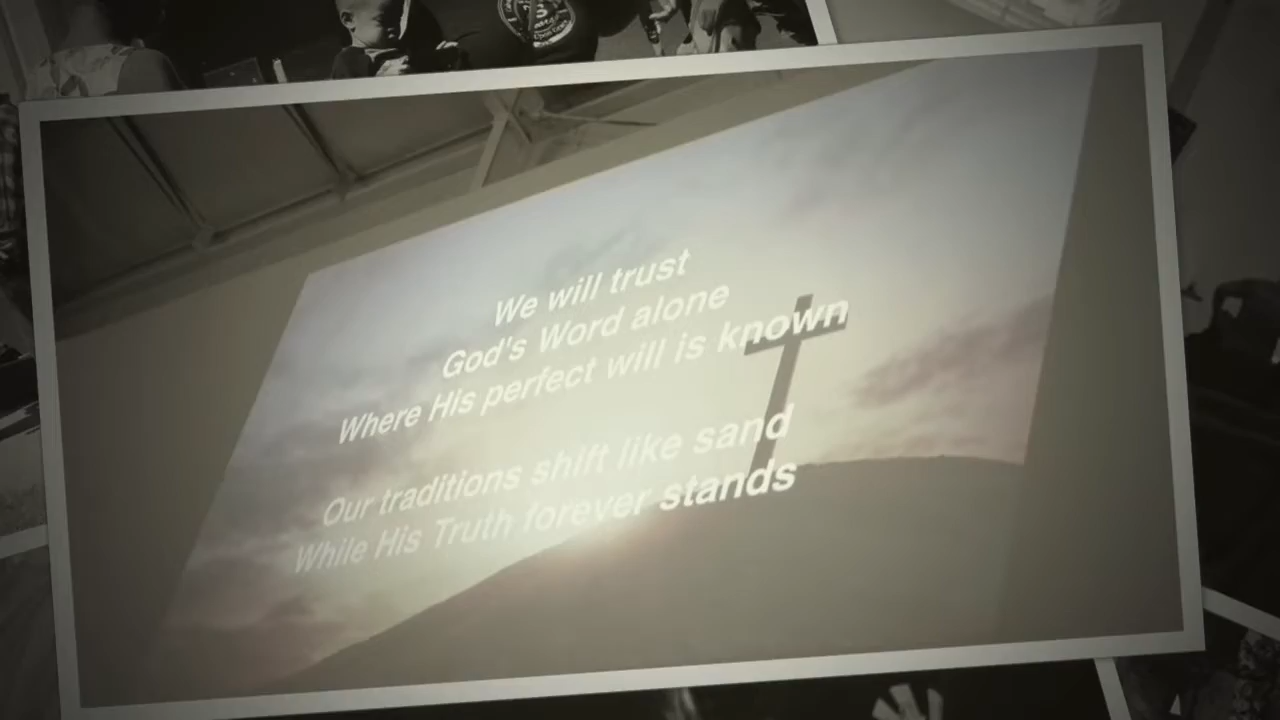 We will trust
God's Word alone
Where His perfect will is known
Our traditions shift like sand
While His Truth forever stands